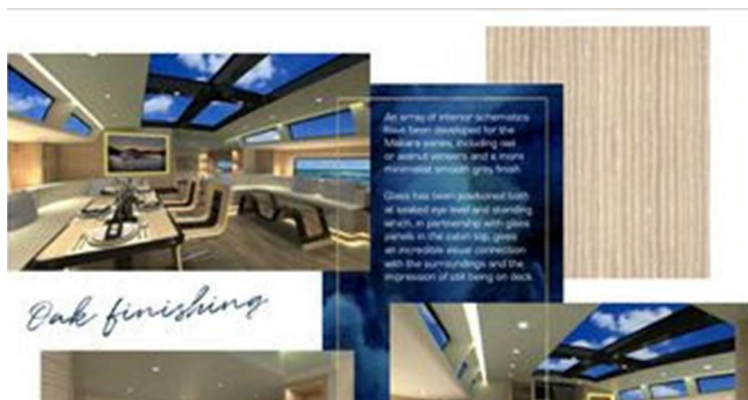 An array of interior schematics
have been developed for the
Makara series, including oak
or walnut veneers and a more
minimalist smooth grey finish.
Glass has been positioned both
at seated eye level and standing
which, in partnership with glass
panels in the cabin top, gives
an incredible visual connection
with the surroundings and the
impression of still being on deck.
Oak finishing